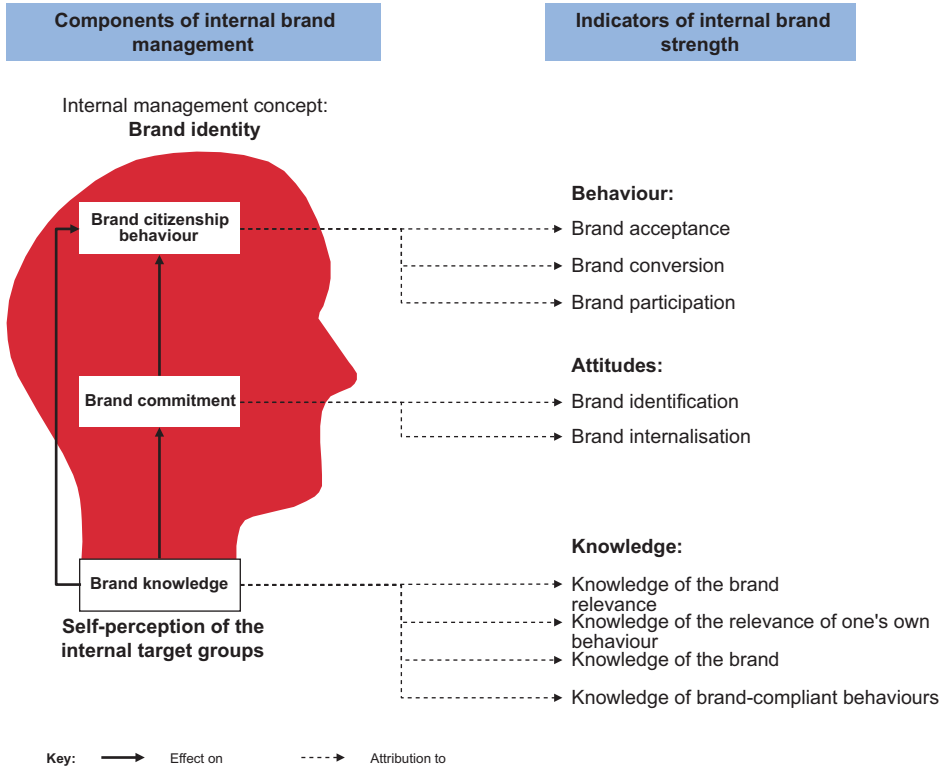 Components of internal brand
management
Indicators of internal brand
strength
Internal management concept:
Brand identity
Brand citizenship
behaviour
Brand commitment
Brand knowledge
Self-perception of the
internal target groups
Behaviour:
Brand acceptance
Brand conversion
Brand participation
Attitudes:
Brand identification
Brand internalisation
Knowledge:
Knowledge of the brand
relevance
Knowledge of the relevance of one's own
behaviour
Knowledge of the brand
Knowledge of brand-compliant behaviours
Key: Effect on Attribution to